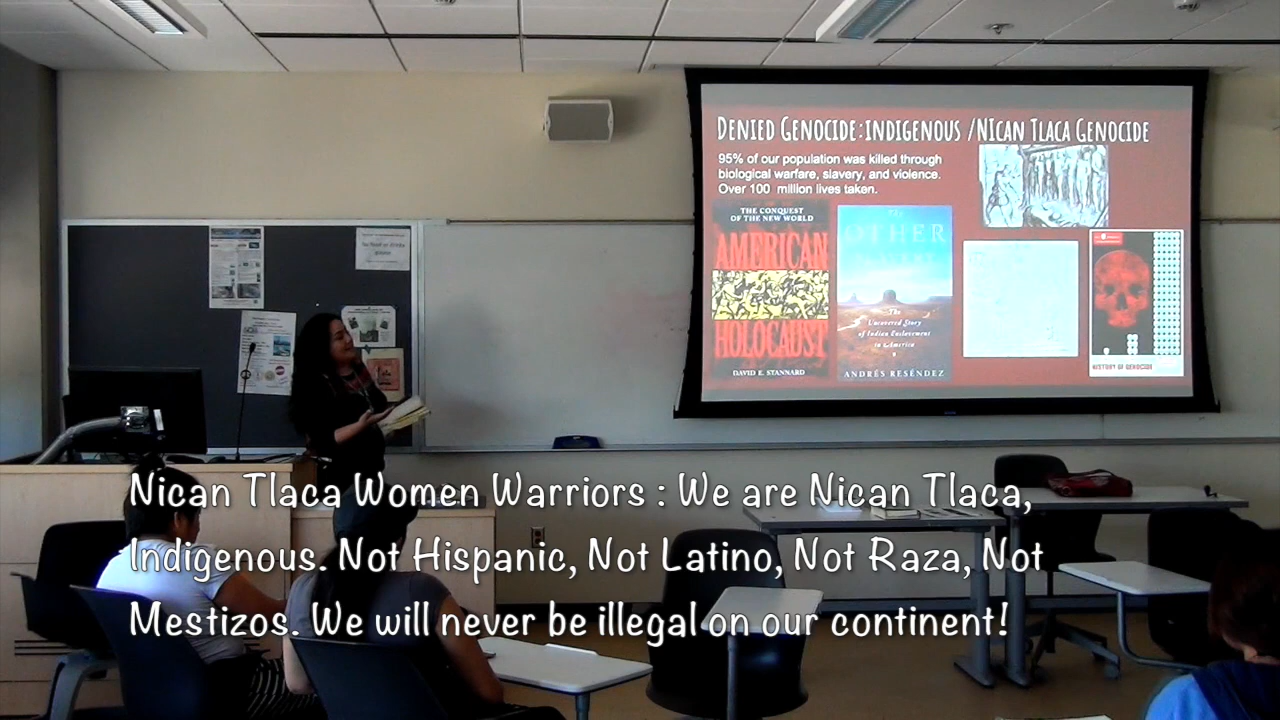 DENIED GENOCIDE:INDIGENOUS /NICAN TLACA GENOCIDE
95% of our population was killed through
biological warfare, slavery, and violence.
Over 100 million lives taken.
THE CONQUEST
OF THE NEW WORLD
AMERICAN
HOLOCAUST
DAVID E. STANNARD
The
OTHER
The
Uncovered Story
of Indian Enslavement
in America
ANDRÉS RESÉNDEZ
HISTORY OF GENOCIDE
Nican Tlaca Women Warriors : We are Nican Tlaca,
Indigenous. Not Hispanic, Not Latino, Not Raza, Not
Mestizos. We will never be illegal on our continent!